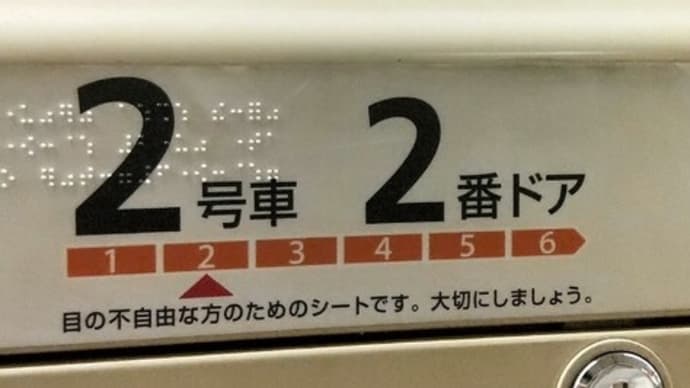 2号車 2番ドア
1 2 3 4 5 6
目の不自由な方のためのシートです。大切にしましょう。